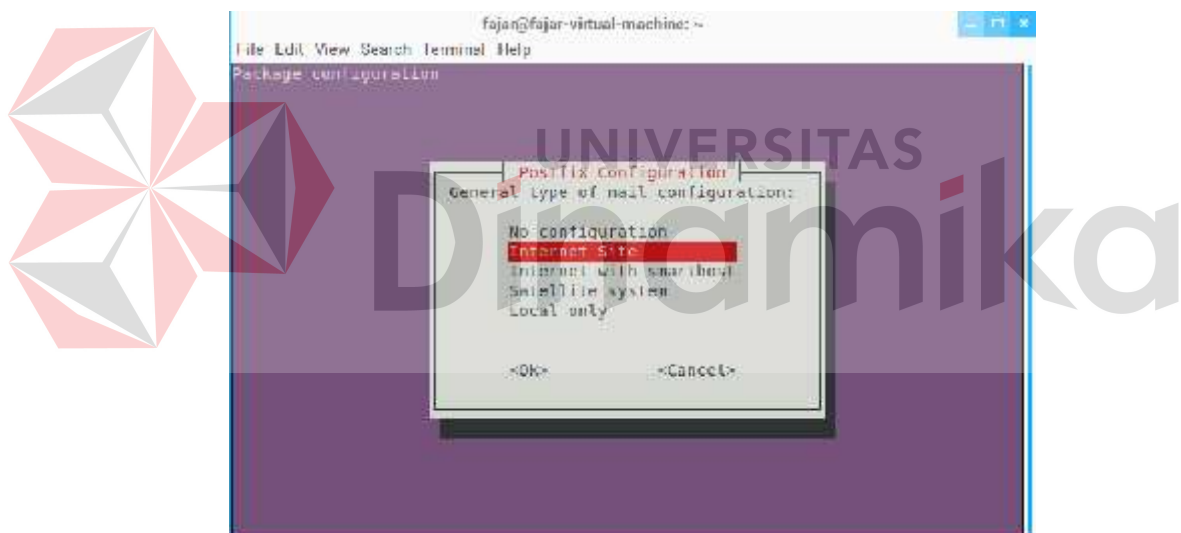 fajar@fajar-virtual-machine: ~
File Edit View Search Terminal Help
Package configuration
UNIVERSITAS
Dinamika
Postfix Configuration
General type of mail configuration:
No configuration
Internet Site
Internet with smarthost
Satellite system
Local only
<Ok>
<Cancel>